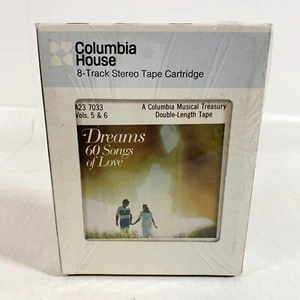 Columbia
House
8-Track Stereo Tape Cartridge
A23 7033
Vols. 5 & 6
A Columbia Musical Treasury
Double-Length Tape
Dreams
60 Songs
of Love